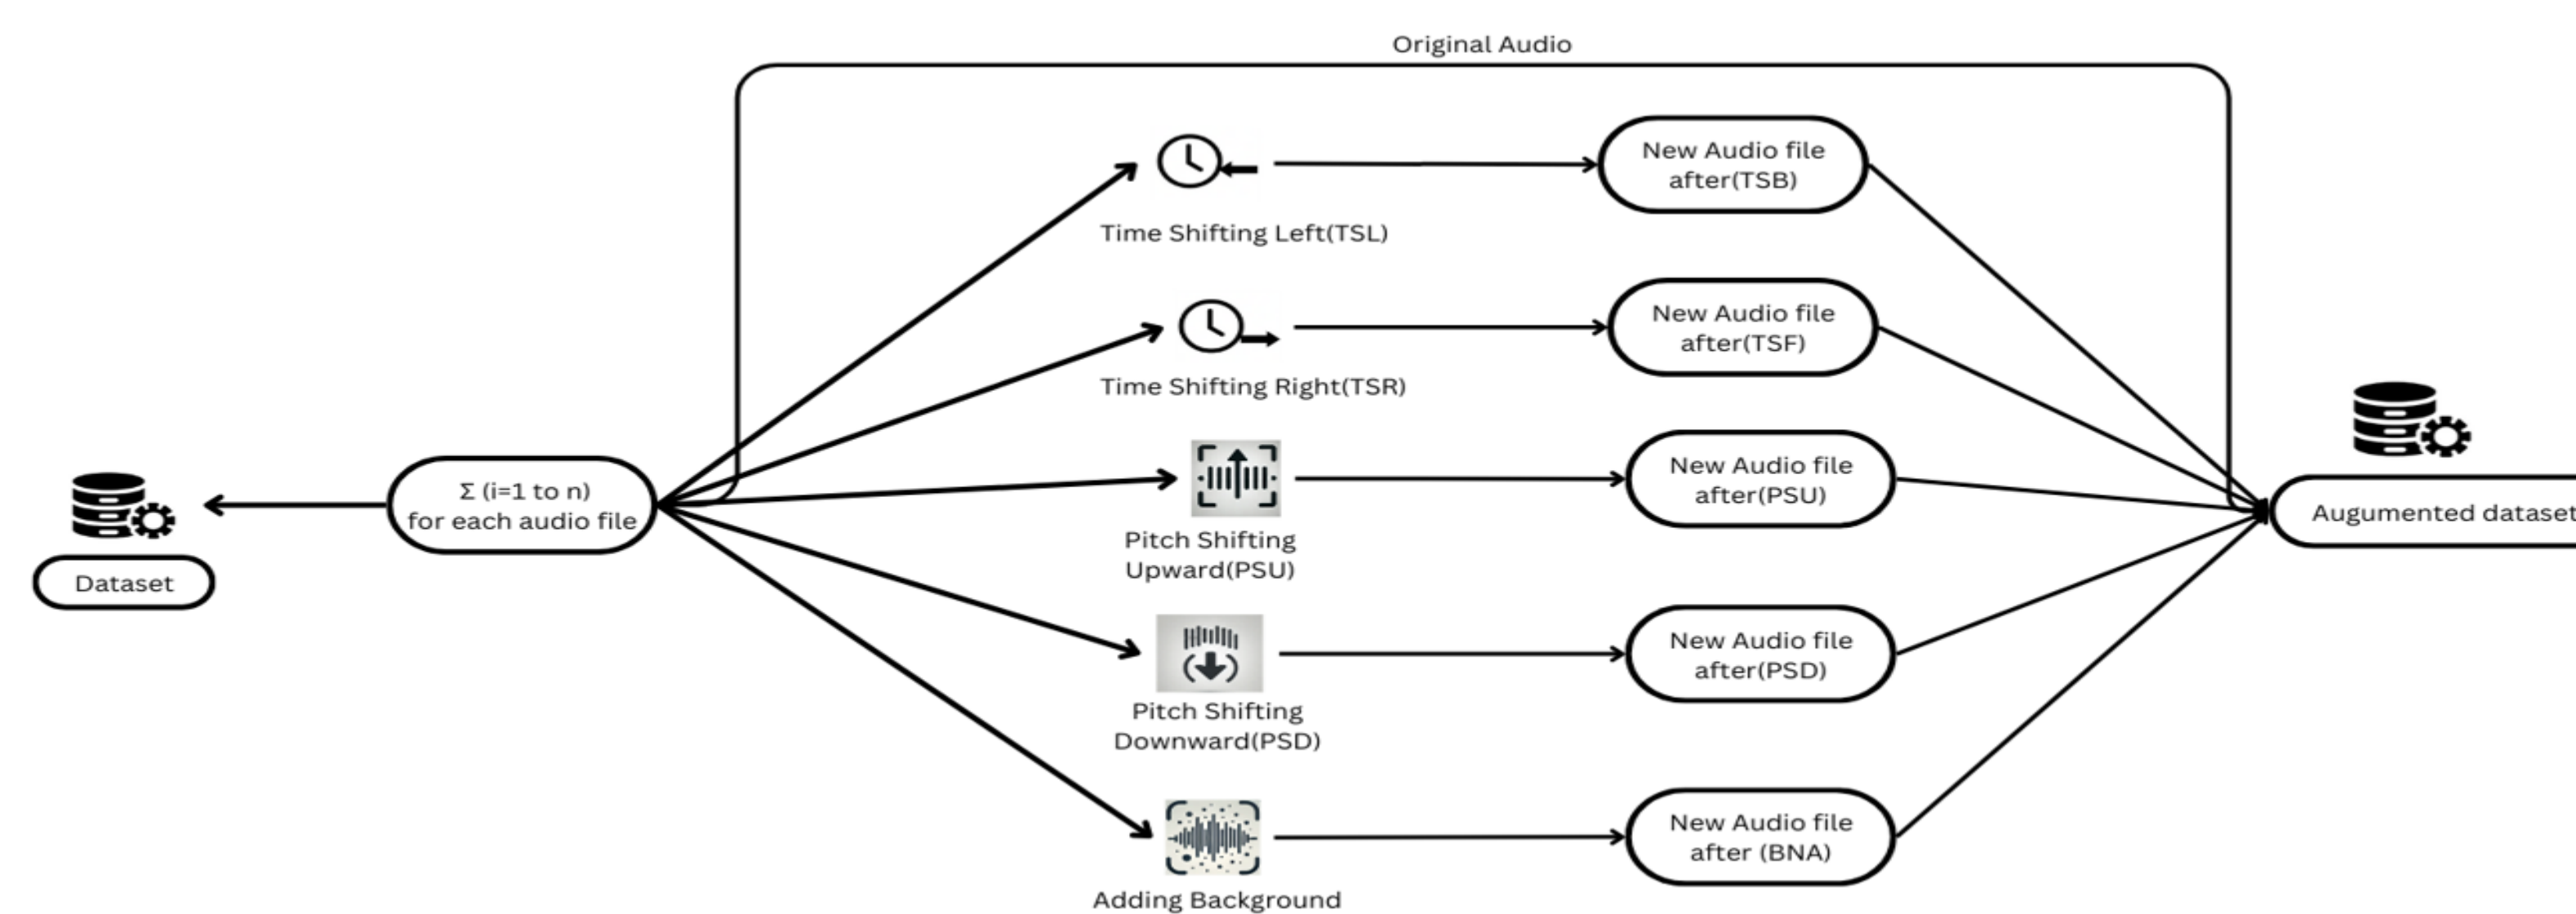 Original Audio
New Audio file
after(TSB)
Time Shifting Left(TSL)
New Audio file
after(TSF)
Time Shifting Right(TSR)
Σ (i=1 to n)
for each audio file
Dataset
New Audio file
after(PSU)
Pitch Shifting
Upward(PSU)
Augumented dataset
New Audio file
after(PSD)
Pitch Shifting
Downward(PSD)
New Audio file
after (BNA)
Adding Background